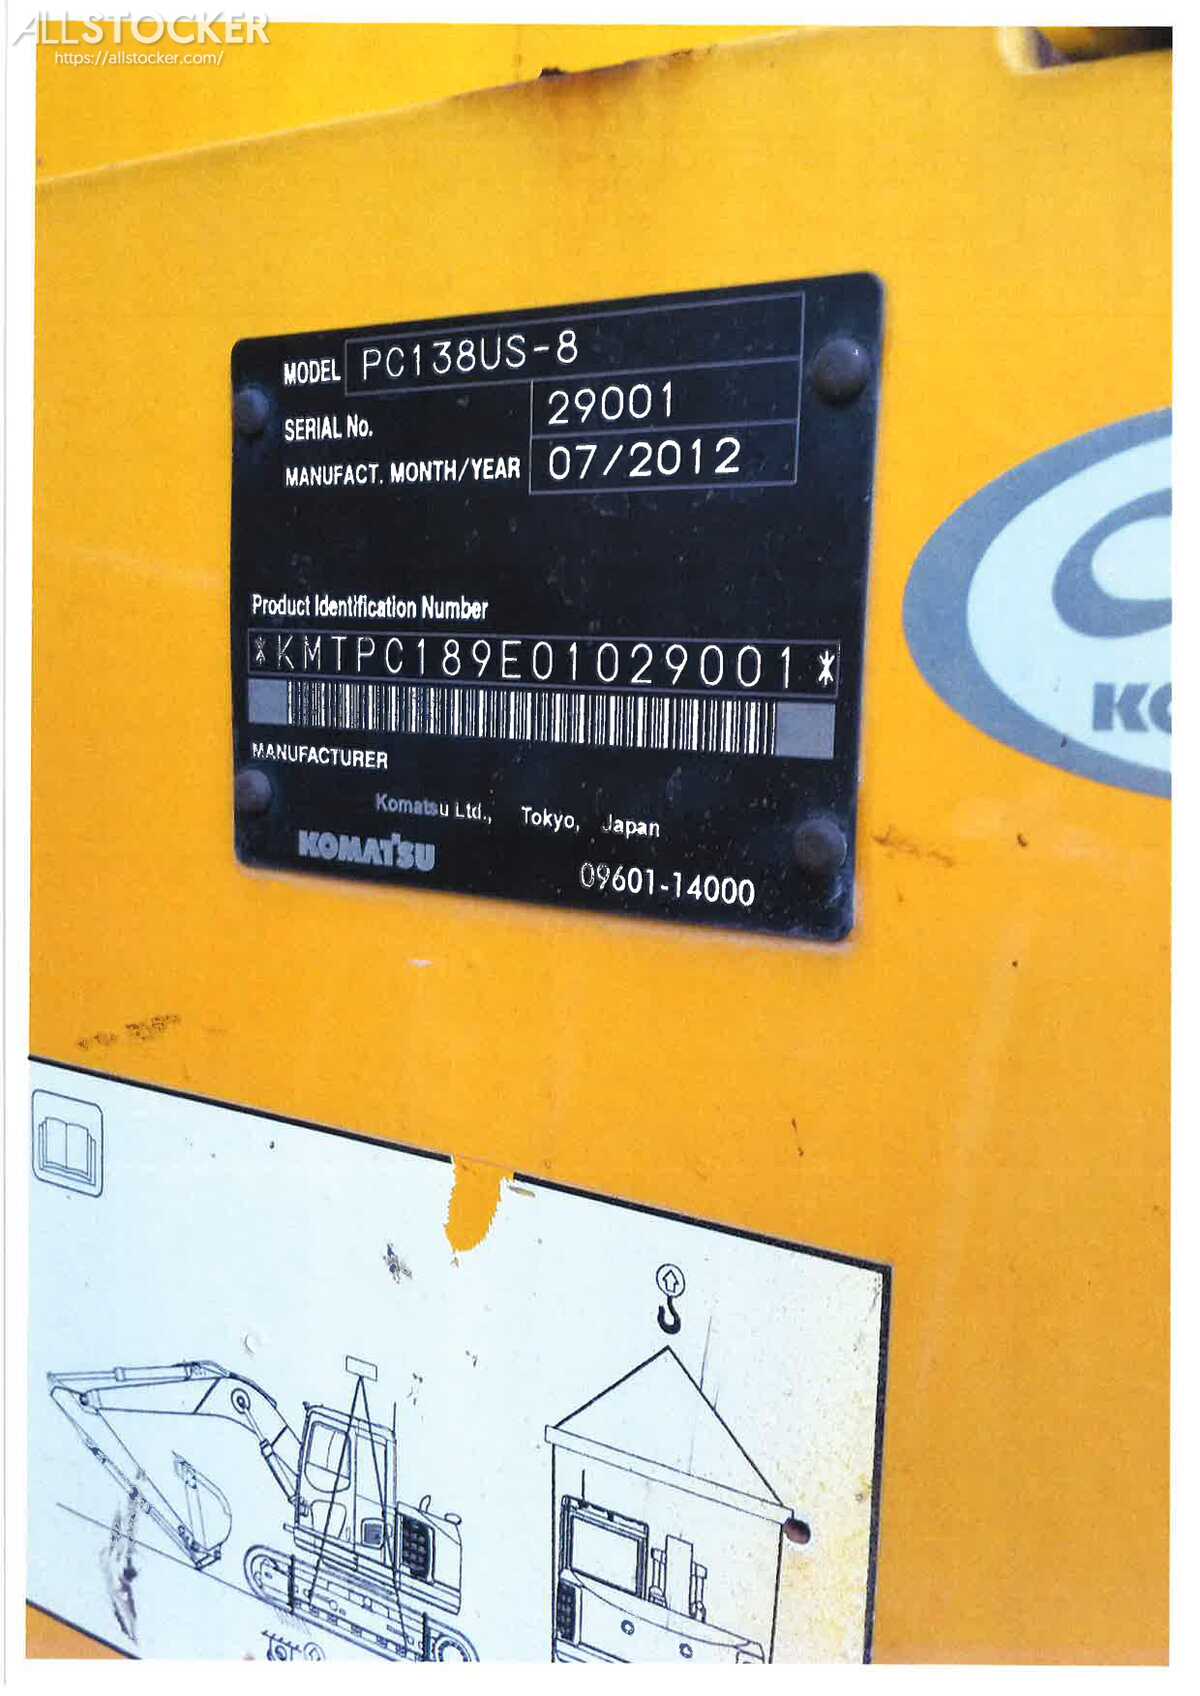 ALLSTOCKER
https://allstocker.com/
MODEL PC138US-8
SERIAL No. 29001
MANUFACT. MONTH/YEAR 07/2012
Product Identification Number
*KMTPC189E01029001*
MANUFACTURER
Komatsu Ltd., Tokyo, Japan
KOMATSU
09601-14000
KO